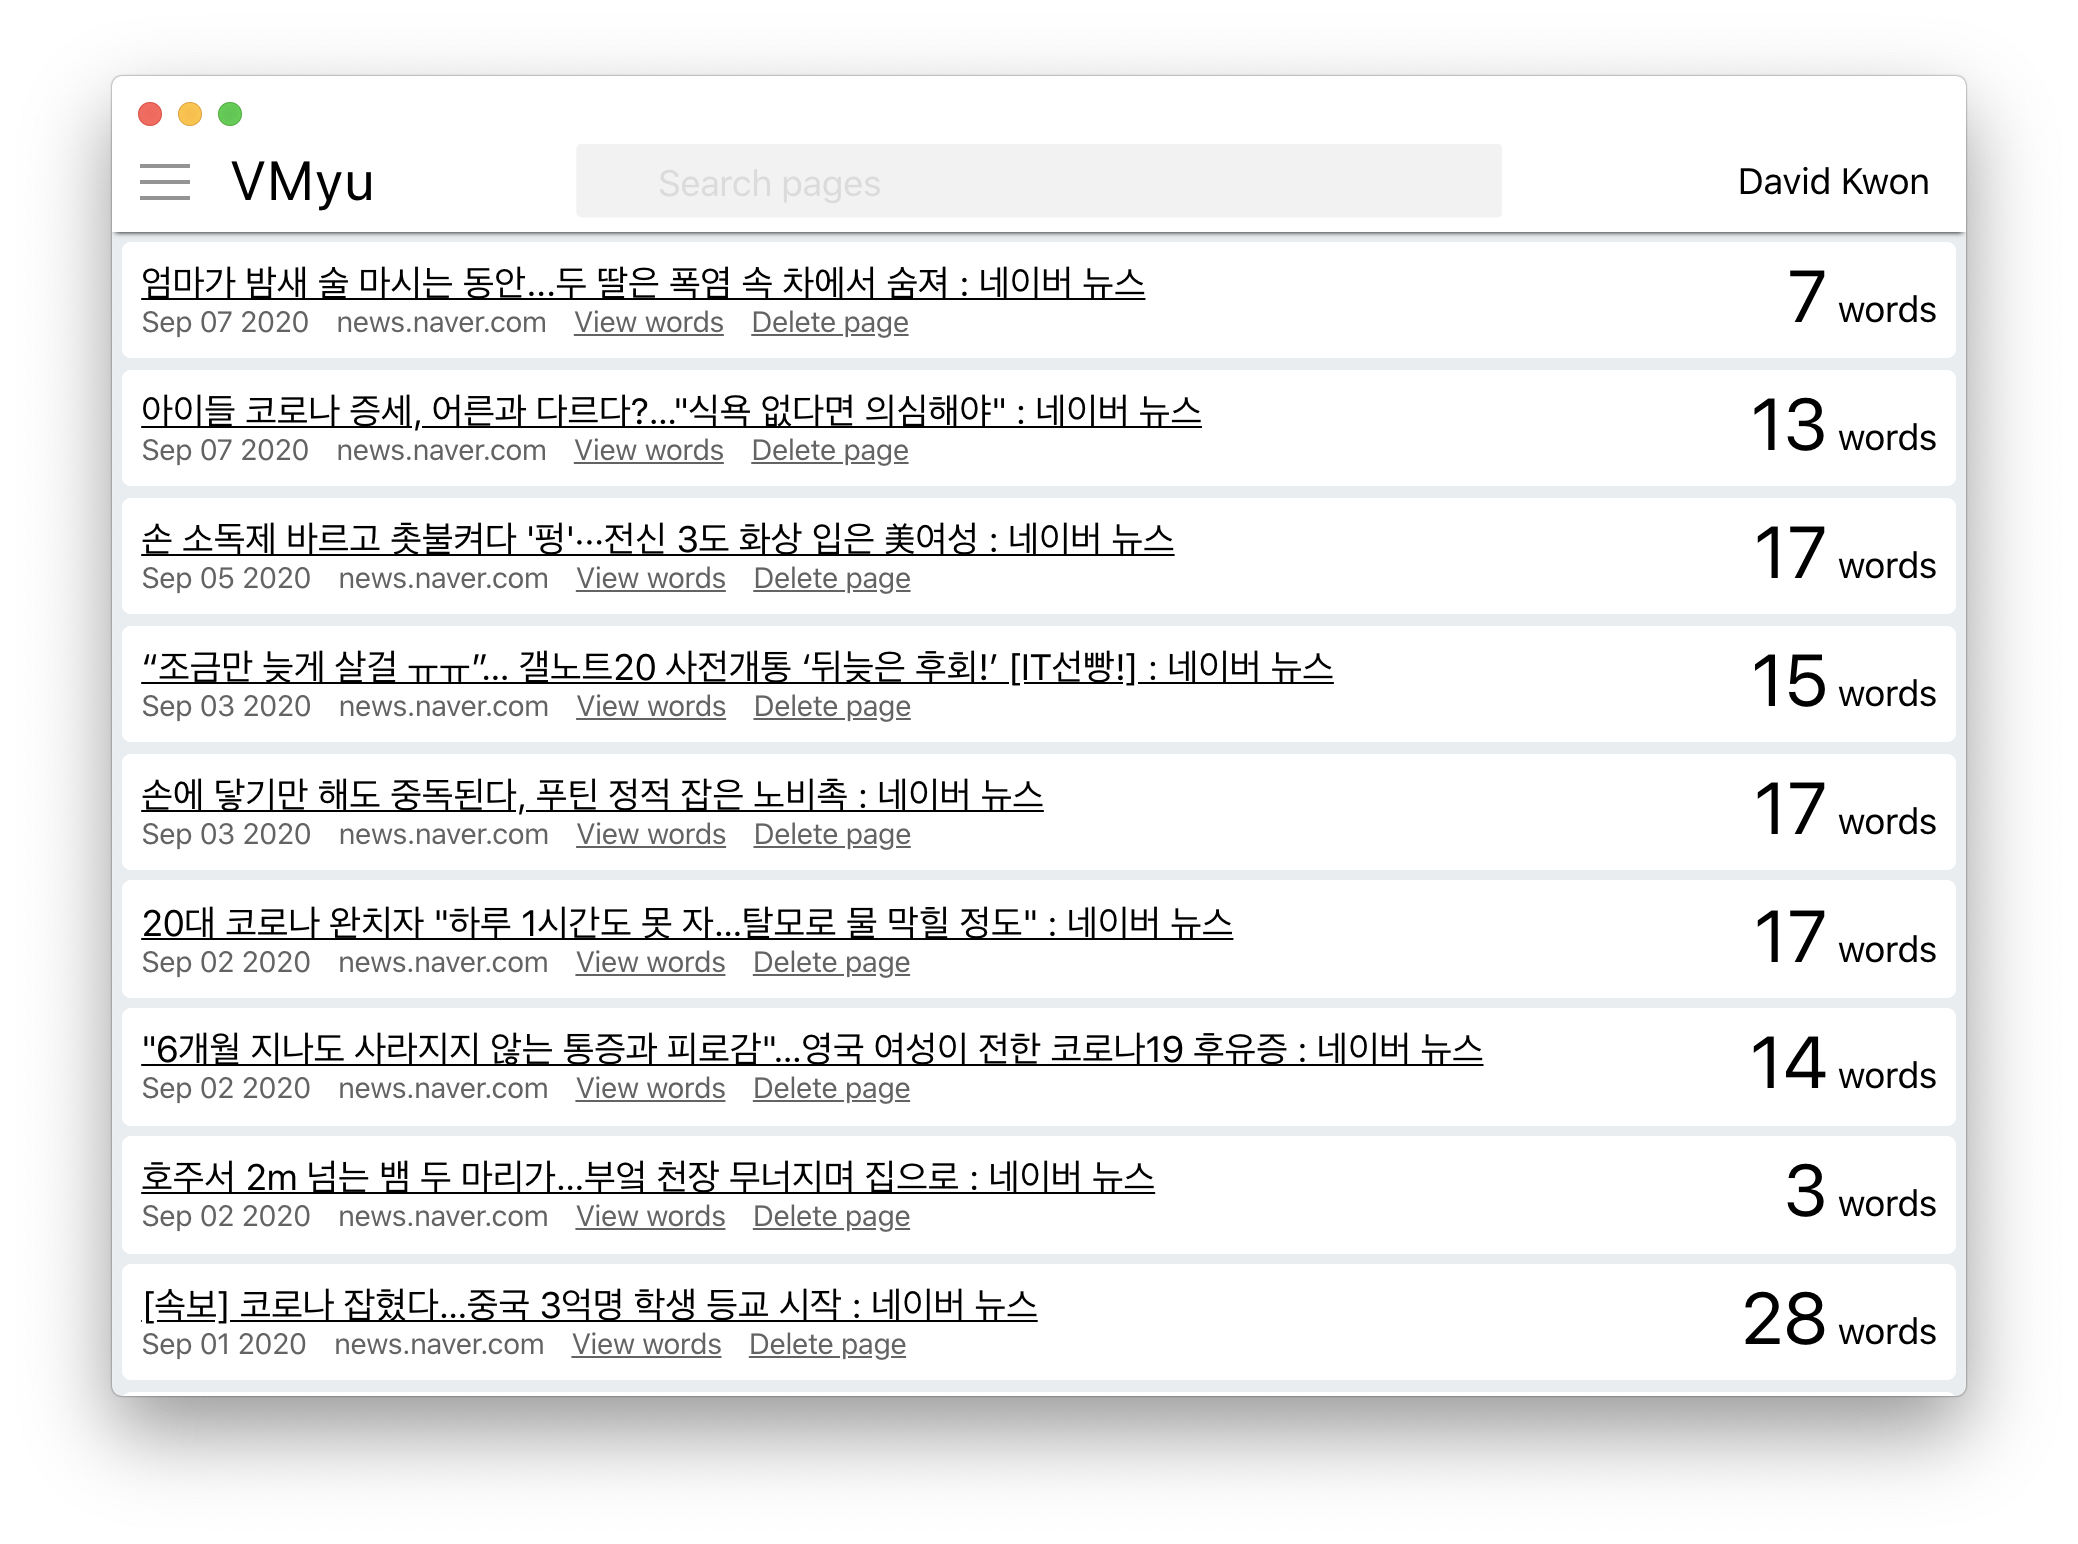 VMyu
Search pages
David Kwon
엄마가 밤새 술 마시는 동안...두 딸은 폭염 속 차에서 숨져 : 네이버 뉴스
7 words
Sep 07 2020 news.naver.com View words Delete page
아이들 코로나 증세, 어른과 다르다?..."식욕 없다면 의심해야" : 네이버 뉴스
13 words
Sep 07 2020 news.naver.com View words Delete page
손 소독제 바르고 촛불켜다 '펑'…전신 3도 화상 입은 美여성 : 네이버 뉴스
17 words
Sep 05 2020 news.naver.com View words Delete page
“조금만 늦게 살걸 ㅠㅠ”... 갤노트20 사전개통 ‘뒤늦은 후회!’ [IT선빵!] : 네이버 뉴스
15 words
Sep 03 2020 news.naver.com View words Delete page
손에 닿기만 해도 중독된다, 푸틴 정적 잡은 노비촉 : 네이버 뉴스
17 words
Sep 03 2020 news.naver.com View words Delete page
20대 코로나 완치자 "하루 1시간도 못 자...탈모로 물 막힐 정도" : 네이버 뉴스
17 words
Sep 02 2020 news.naver.com View words Delete page
"6개월 지나도 사라지지 않는 통증과 피로감"...영국 여성이 전한 코로나19 후유증 : 네이버 뉴스
14 words
Sep 02 2020 news.naver.com View words Delete page
호주서 2m 넘는 뱀 두 마리가...부엌 천장 무너지며 집으로 : 네이버 뉴스
3 words
Sep 02 2020 news.naver.com View words Delete page
[속보] 코로나 잡혔다...중국 3억명 학생 등교 시작 : 네이버 뉴스
28 words
Sep 01 2020 news.naver.com View words Delete page